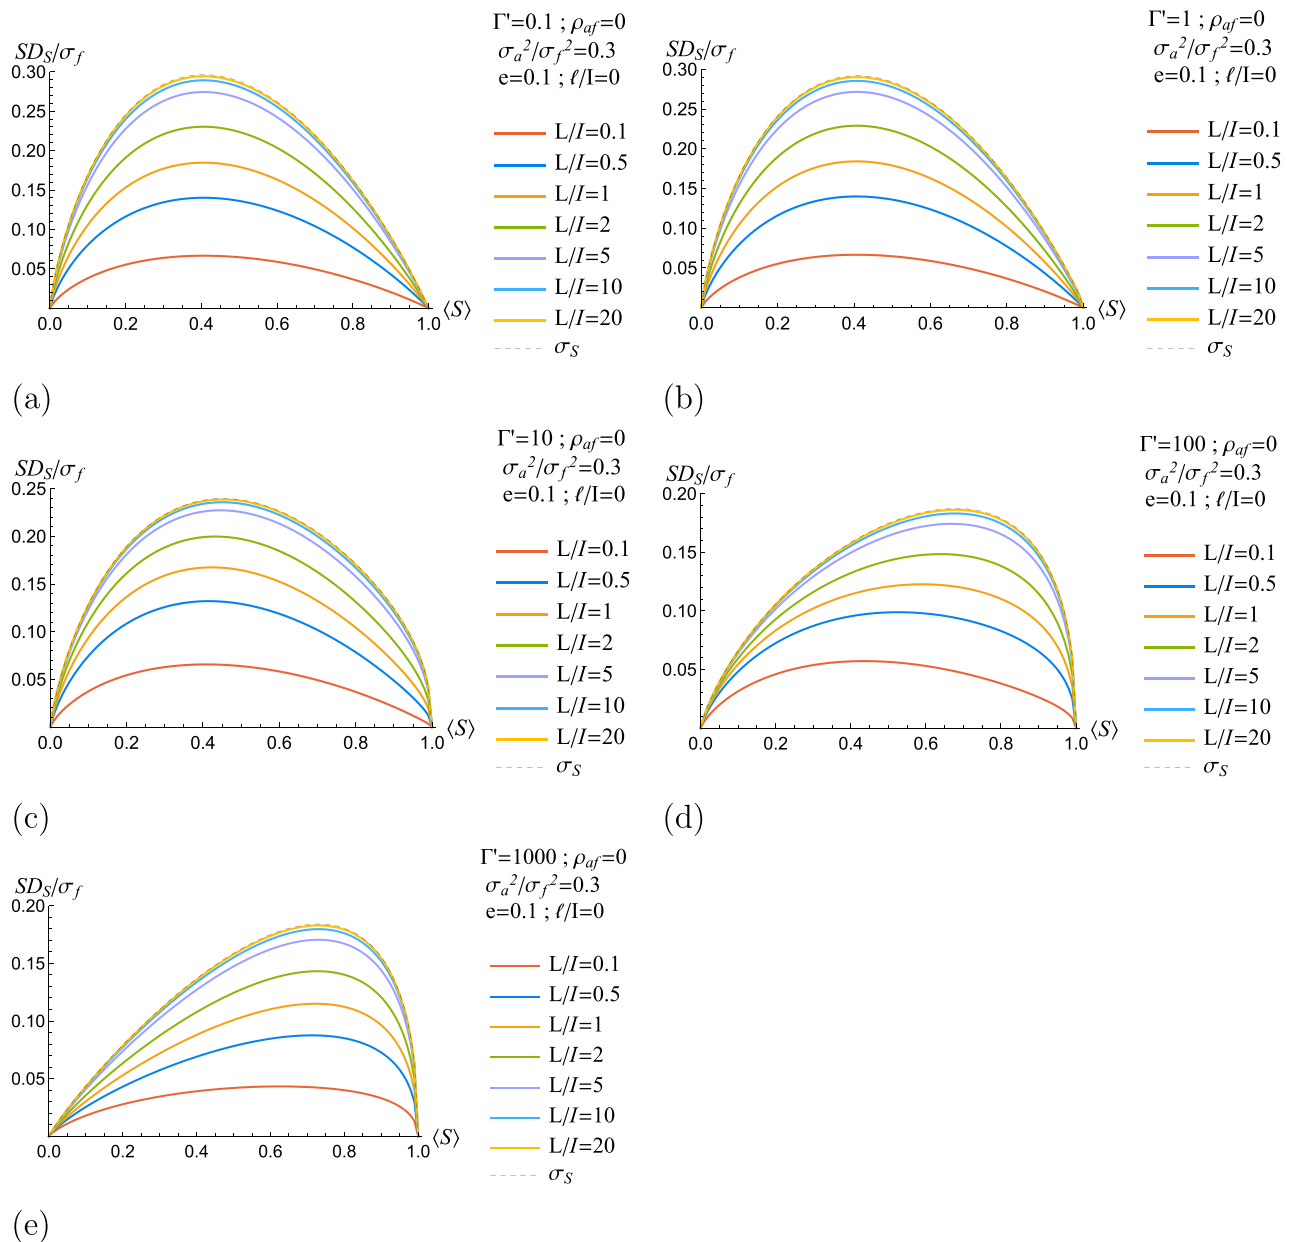 Γ'=0.1 ; ρaf=0
SDS/σf
σa²/σf²=0.3
e=0.1 ; ℓ/I=0
0.30
0.25
0.20
0.15
0.10
0.05
0.0 0.2 0.4 0.6 0.8 1.0 ⟨S⟩
L/I=0.1
L/I=0.5
L/I=1
L/I=2
L/I=5
L/I=10
L/I=20
σS
(a)
Γ'=1 ; ρaf=0
SDS/σf
σa²/σf²=0.3
e=0.1 ; ℓ/I=0
0.30
0.25
0.20
0.15
0.10
0.05
0.0 0.2 0.4 0.6 0.8 1.0 ⟨S⟩
L/I=0.1
L/I=0.5
L/I=1
L/I=2
L/I=5
L/I=10
L/I=20
σS
(b)
Γ'=10 ; ρaf=0
SDS/σf
σa²/σf²=0.3
e=0.1 ; ℓ/I=0
0.25
0.20
0.15
0.10
0.05
0.0 0.2 0.4 0.6 0.8 1.0 ⟨S⟩
L/I=0.1
L/I=0.5
L/I=1
L/I=2
L/I=5
L/I=10
L/I=20
σS
(c)
Γ'=100 ; ρaf=0
SDS/σf
σa²/σf²=0.3
e=0.1 ; ℓ/I=0
0.20
0.15
0.10
0.05
0.0 0.2 0.4 0.6 0.8 1.0 ⟨S⟩
L/I=0.1
L/I=0.5
L/I=1
L/I=2
L/I=5
L/I=10
L/I=20
σS
(d)
Γ'=1000 ; ρaf=0
SDS/σf
σa²/σf²=0.3
e=0.1 ; ℓ/I=0
0.20
0.15
0.10
0.05
0.0 0.2 0.4 0.6 0.8 1.0 ⟨S⟩
L/I=0.1
L/I=0.5
L/I=1
L/I=2
L/I=5
L/I=10
L/I=20
σS
(e)